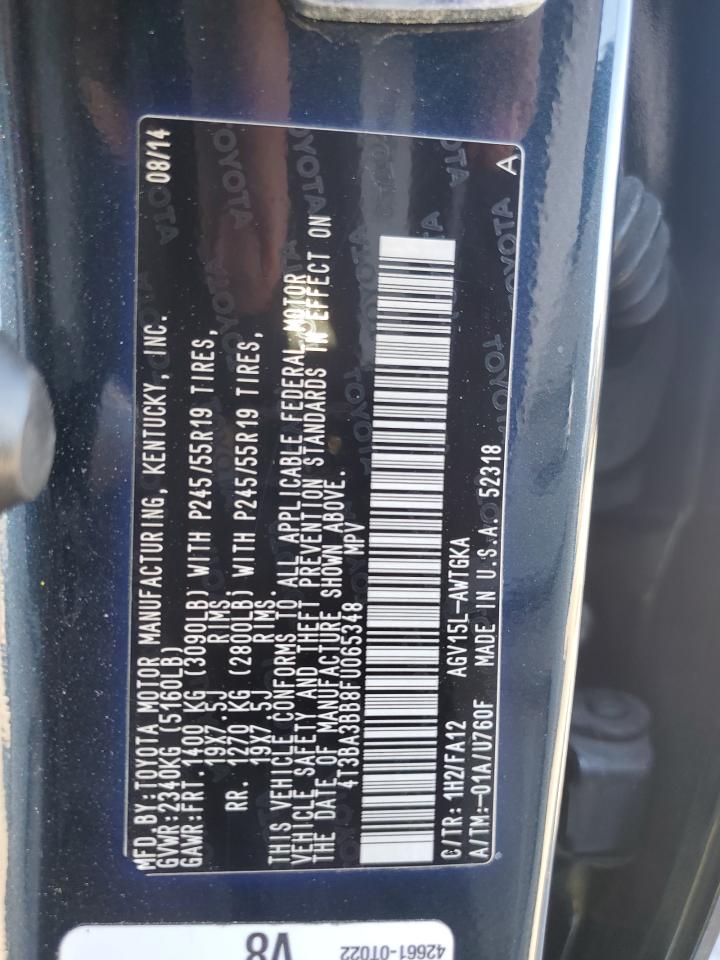 MFD.BY:TOYOTA MOTOR MANUFACTURING, KENTUCKY, INC. 08/14
GVWR:2340KG (5160LB)
GAWR:FRT.1400 KG (3090LB) WITH P245/55R19 TIRES,
19X7.5J RIMS,
RR. 1270 KG (2800LB) WITH P245/55R19 TIRES,
19X7.5J RIMS.
THIS VEHICLE CONFORMS TO ALL APPLICABLE FEDERAL MOTOR
VEHICLE SAFETY AND THEFT PREVENTION STANDARDS IN EFFECT ON
THE DATE OF MANUFACTURE SHOWN ABOVE.
4T3BA3BB8FU065348 MPV
C/TR: 1H2/FA12 AGV15L-AWTGKA
A/TM:-01A/U760F MADE IN U.S.A. 52318
A
TOYOTA
V8
42661-0T022